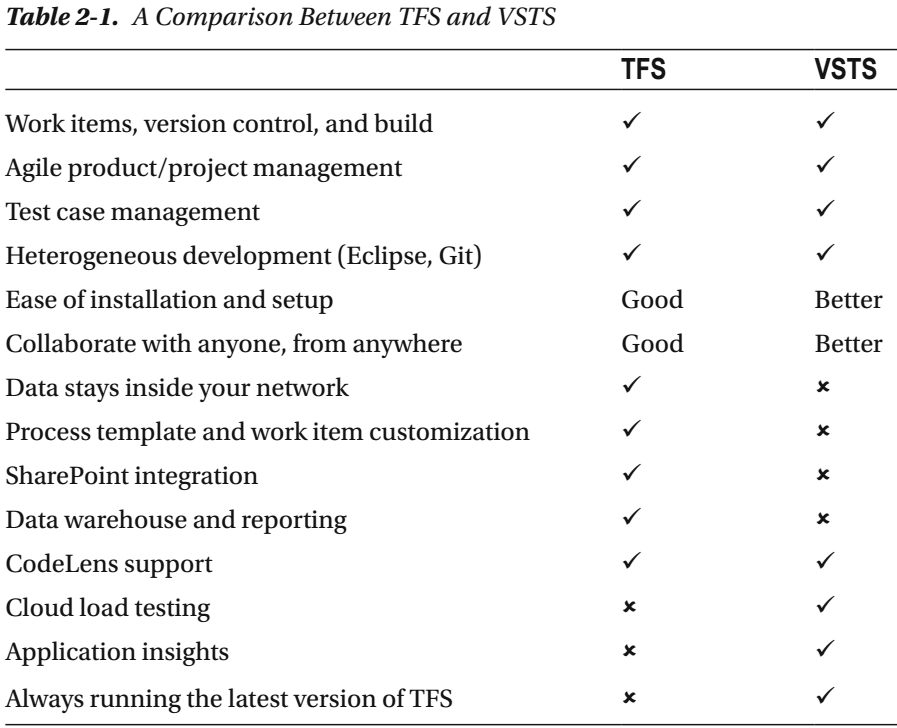 Table 2-1. A Comparison Between TFS and VSTS
TFS VSTS
Work items, version control, and build ✓ ✓
Agile product/project management ✓ ✓
Test case management ✓ ✓
Heterogeneous development (Eclipse, Git) ✓ ✓
Ease of installation and setup Good Better
Collaborate with anyone, from anywhere Good Better
Data stays inside your network ✓ ×
Process template and work item customization ✓ ×
SharePoint integration ✓ ×
Data warehouse and reporting ✓ ×
CodeLens support ✓ ✓
Cloud load testing × ✓
Application insights × ✓
Always running the latest version of TFS × ✓